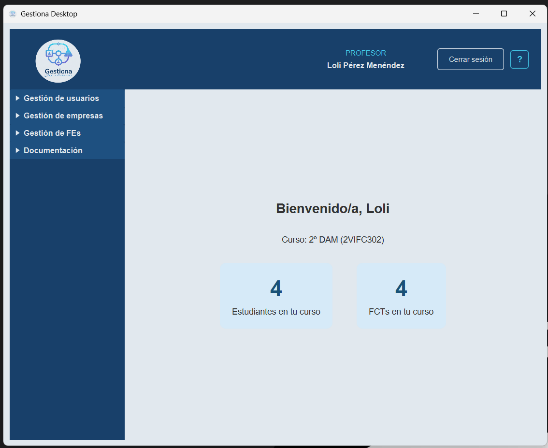 Gestiona Desktop
Gestiona
PROFESOR
Loli Pérez Menéndez
Cerrar sesión
?
Gestión de usuarios
Gestión de empresas
Gestión de FEs
Documentación
Bienvenido/a, Loli
Curso: 2º DAM (2VIFC302)
4
Estudiantes en tu curso
4
FCTs en tu curso